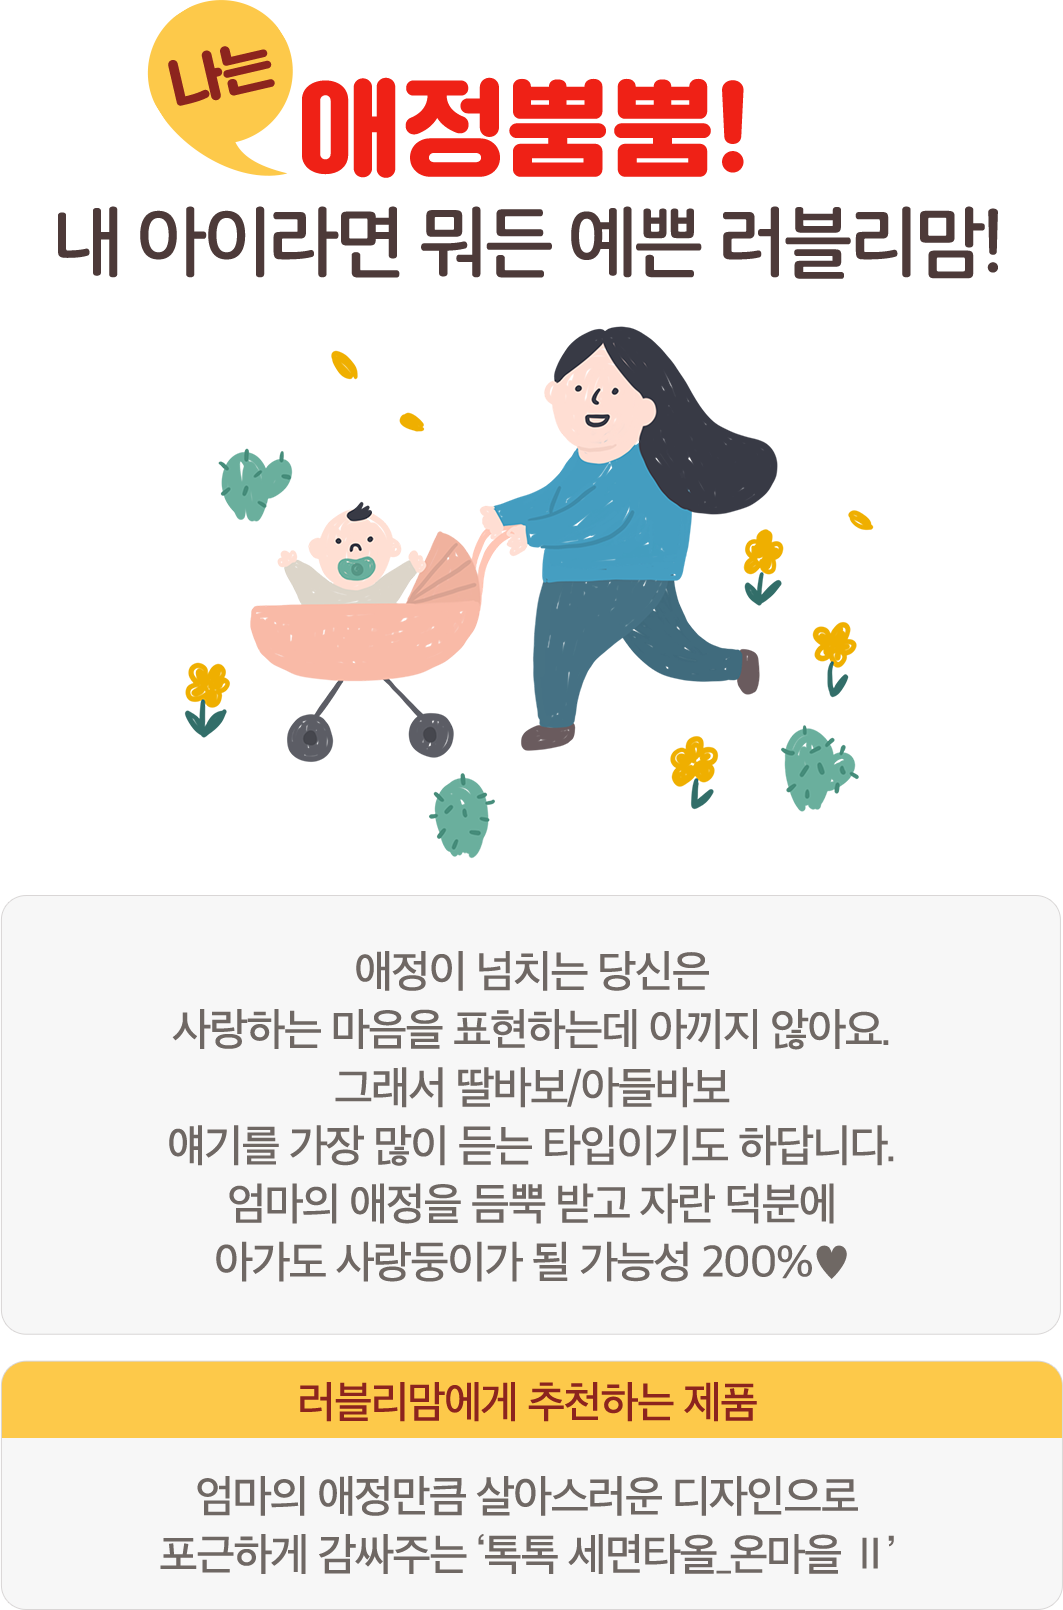 나는
애정뿜뿜!
내 아이라면 뭐든 예쁜 러블리맘!
애정이 넘치는 당신은
사랑하는 마음을 표현하는데 아끼지 않아요.
그래서 딸바보/아들바보
얘기를 가장 많이 듣는 타입이기도 하답니다.
엄마의 애정을 듬뿍 받고 자란 덕분에
아가도 사랑둥이가 될 가능성 200%♥
러블리맘에게 추천하는 제품
엄마의 애정만큼 살아스러운 디자인으로
포근하게 감싸주는 ‘톡톡 세면타올_온마을 Ⅱ’